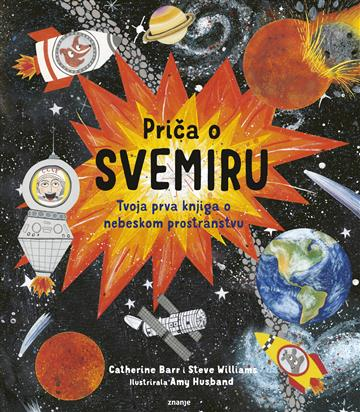 Priča o
SVEMIRU
Tvoja prva knjiga o
nebeskom prostranstvu
Catherine Barr i Steve Williams
Ilustrirala Amy Husband
znanje